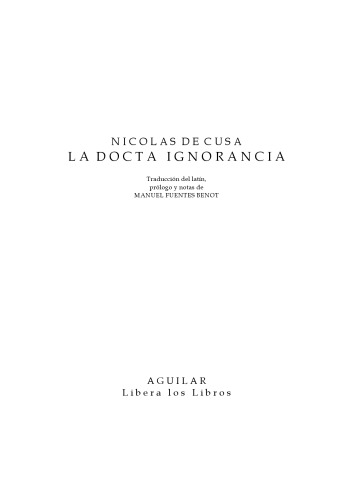 NICOLAS DE CUSA
LA DOCTA IGNORANCIA
Traducción del latín,
prólogo y notas de
MANUEL FUENTES BENOT
AGUILAR
Libera los Libros